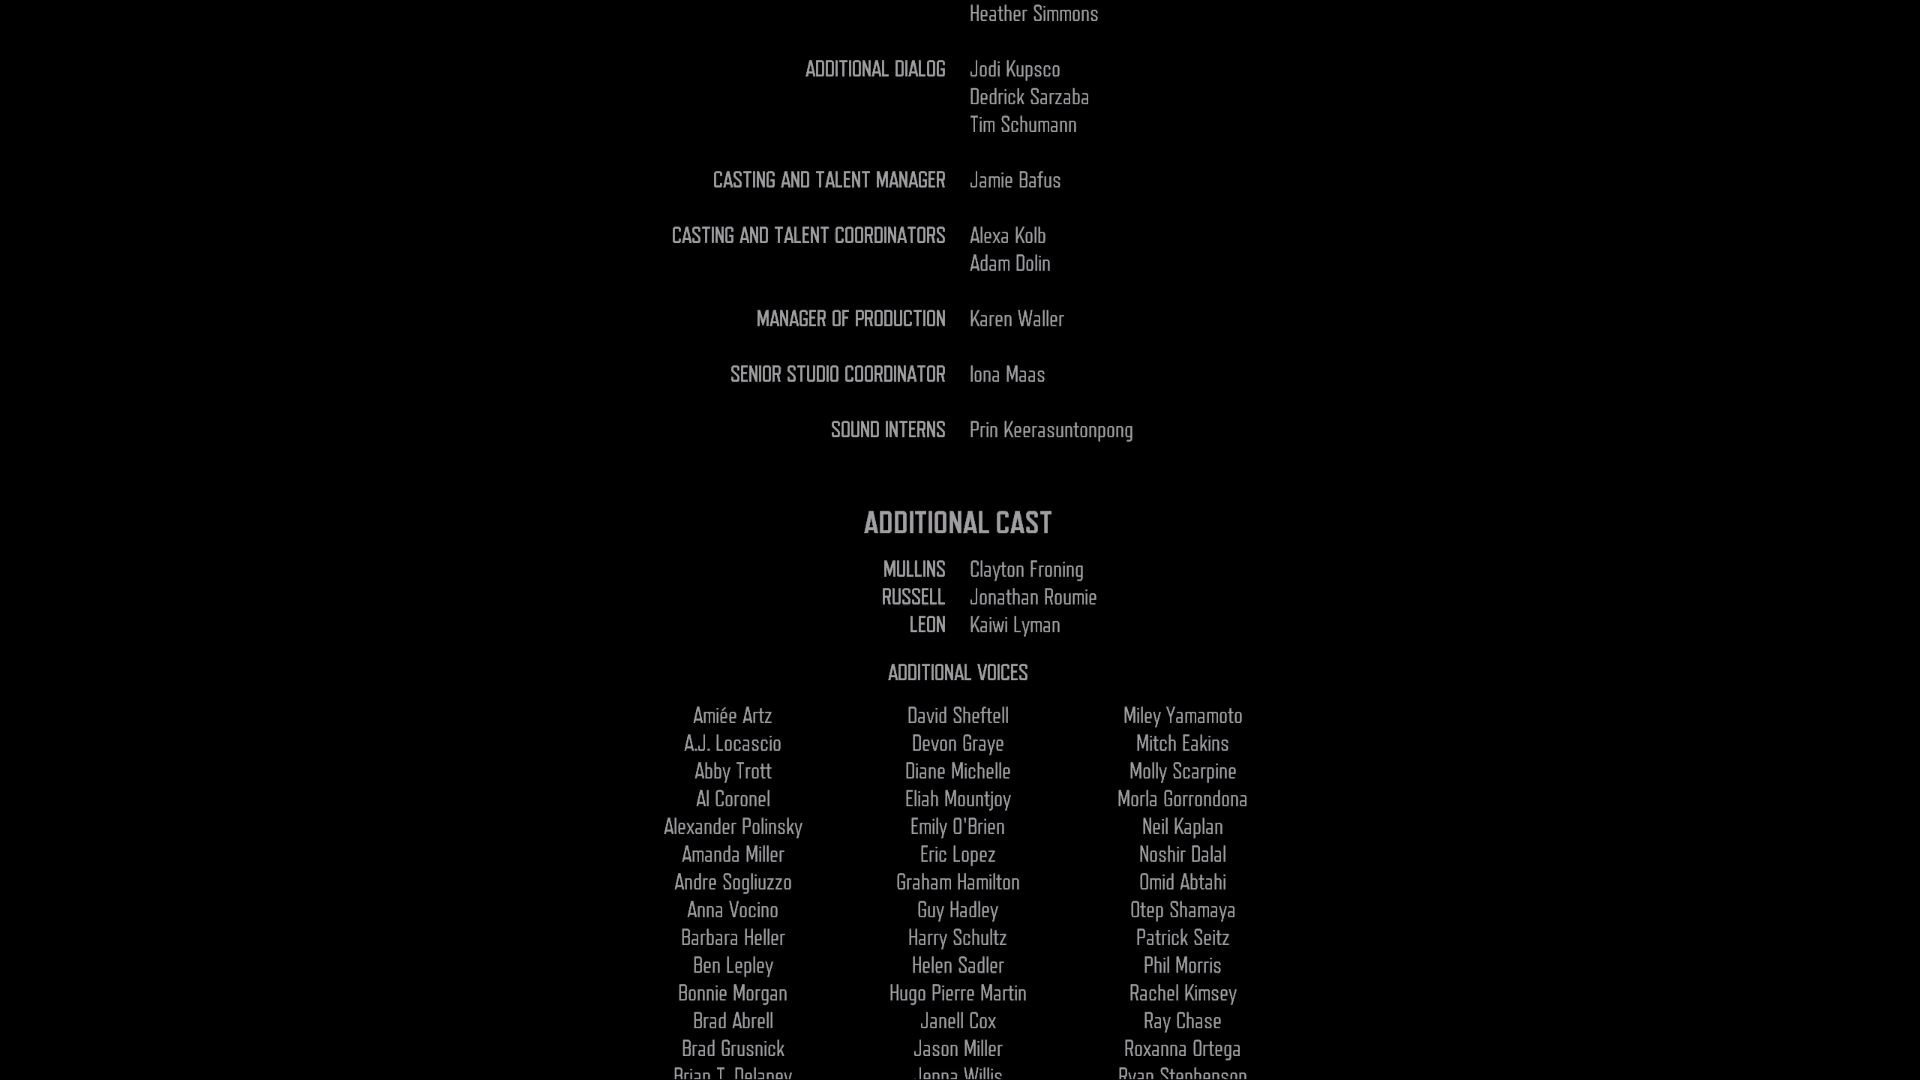 Heather Simmons
ADDITIONAL DIALOG Jodi Kupsco
Dedrick Sarzaba
Tim Schumann
CASTING AND TALENT MANAGER Jamie Bafus
CASTING AND TALENT COORDINATORS Alexa Kolb
Adam Dolin
MANAGER OF PRODUCTION Karen Waller
SENIOR STUDIO COORDINATOR Iona Maas
SOUND INTERNS Prin Keerasuntonpong
ADDITIONAL CAST
MULLINS Clayton Froning
RUSSELL Jonathan Roumie
LEON Kaiwi Lyman
ADDITIONAL VOICES
Amiée Artz David Sheftell Miley Yamamoto
A.J. Locascio Devon Graye Mitch Eakins
Abby Trott Diane Michelle Molly Scarpine
Al Coronel Eliah Mountjoy Morla Gorrondona
Alexander Polinsky Emily O'Brien Neil Kaplan
Amanda Miller Eric Lopez Noshir Dalal
Andre Sogliuzzo Graham Hamilton Omid Abtahi
Anna Vocino Guy Hadley Otep Shamaya
Barbara Heller Harry Schultz Patrick Seitz
Ben Lepley Helen Sadler Phil Morris
Bonnie Morgan Hugo Pierre Martin Rachel Kimsey
Brad Abrell Janell Cox Ray Chase
Brad Grusnick Jason Miller Roxanna Ortega
Brian T. Delaney Jenna Willis Ryan Stephenson